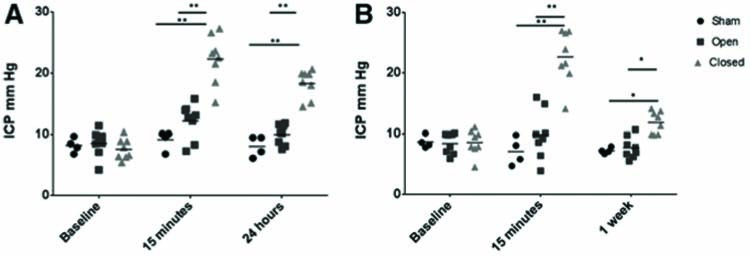 A
ICP mm Hg
30
20
10
0
** ** ** **
Baseline
15 minutes
24 hours
B
ICP mm Hg
30
20
10
0
** ** * *
Baseline
15 minutes
1 week
Sham
Open
Closed